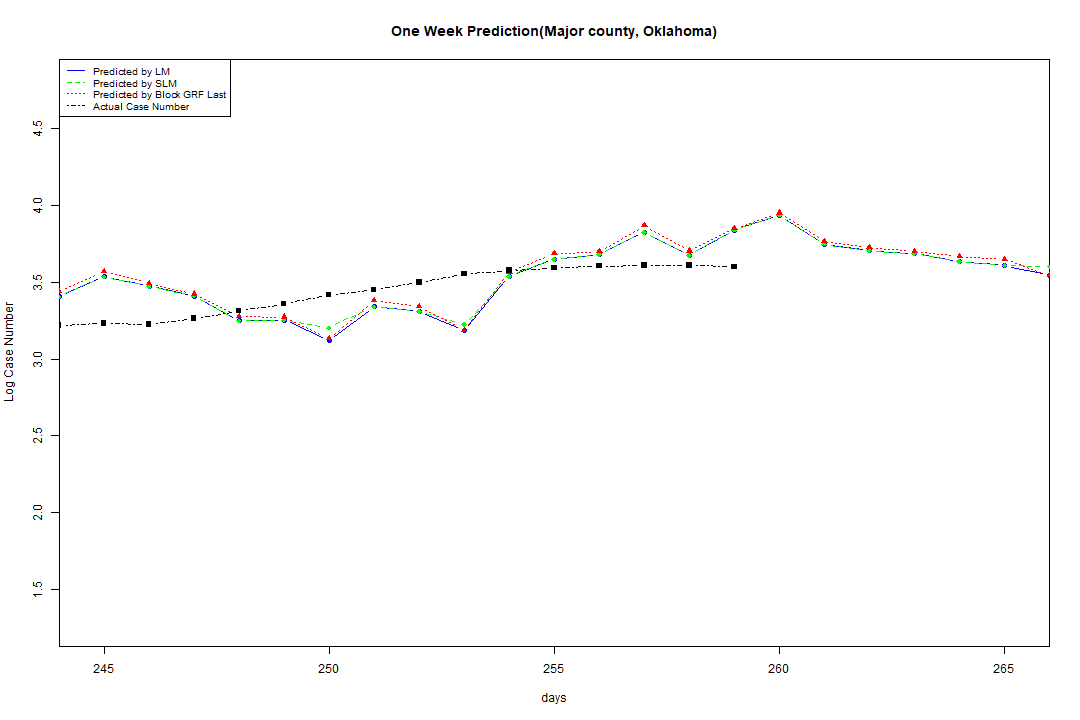 One Week Prediction(Major county, Oklahoma)
Predicted by LM
Predicted by SLM
Predicted by Block GRF Last
Actual Case Number
4.5
4.0
3.5
3.0
2.5
2.0
1.5
Log Case Number
245
250
255
260
265
days